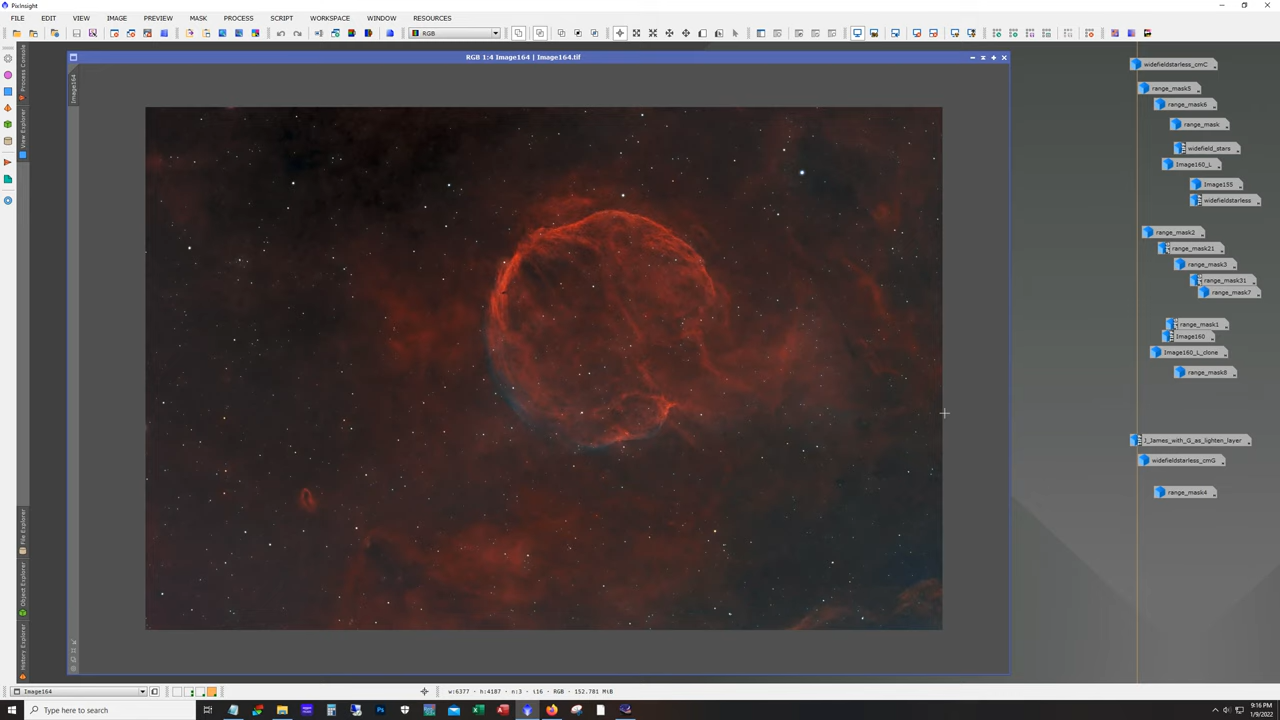 PixInsight
FILE EDIT VIEW IMAGE PREVIEW MASK PROCESS SCRIPT WORKSPACE WINDOW RESOURCES
RGB
RGB 1:4 Image164 | Image164.tif
Process Console
View Explorer
File Explorer
Object Explorer
History Explorer
Image164
widefieldstarless_cmC
range_mask5
range_mask6
range_mask
widefield_stars
Image160_L
Image155
widefieldstarless
range_mask2
range_mask21
range_mask3
range_mask31
range_mask7
range_mask1
Image160
Image160_L_clone
range_mask8
J_James_with_G_as_lighten_layer
widefieldstarless_cmG
range_mask4
Image164
w:6377 · h:4187 · n:3 · i16 · RGB · 152.781 MiB
Type here to search
9:16 PM
1/9/2022